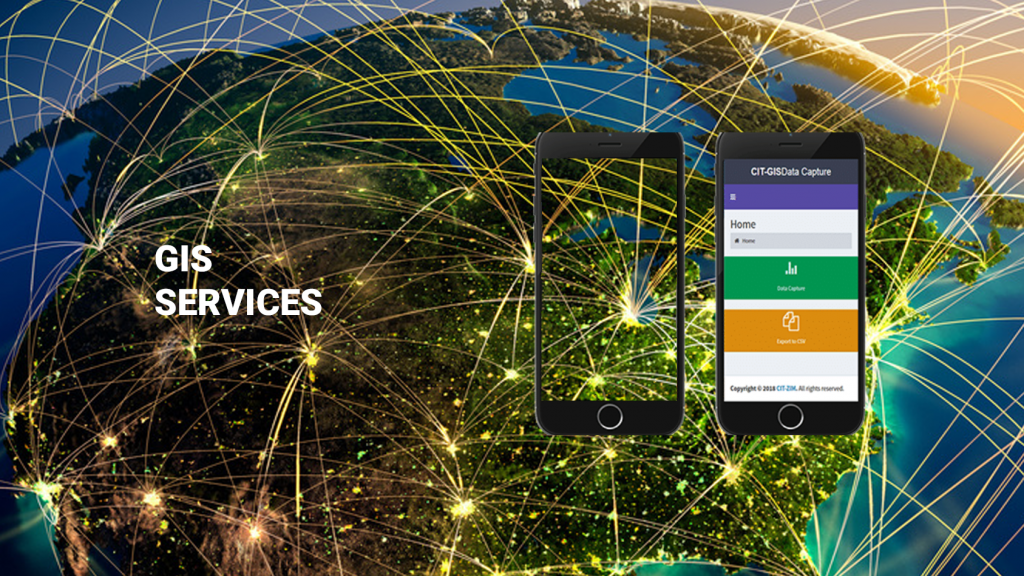 GIS
SERVICES
CIT-GISData Capture
Home
Home
Data Capture
Export to CSV
Copyright © 2018 CIT-ZIM. All rights reserved.